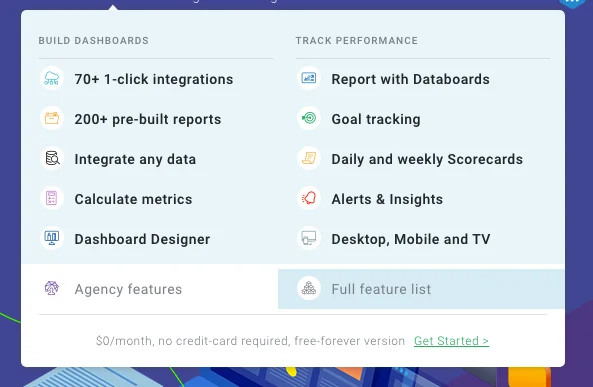 BUILD DASHBOARDS
70+ 1-click integrations
200+ pre-built reports
Integrate any data
Calculate metrics
Dashboard Designer
TRACK PERFORMANCE
Report with Databoards
Goal tracking
Daily and weekly Scorecards
Alerts & Insights
Desktop, Mobile and TV
Agency features
Full feature list
$0/month, no credit-card required, free-forever version Get Started >